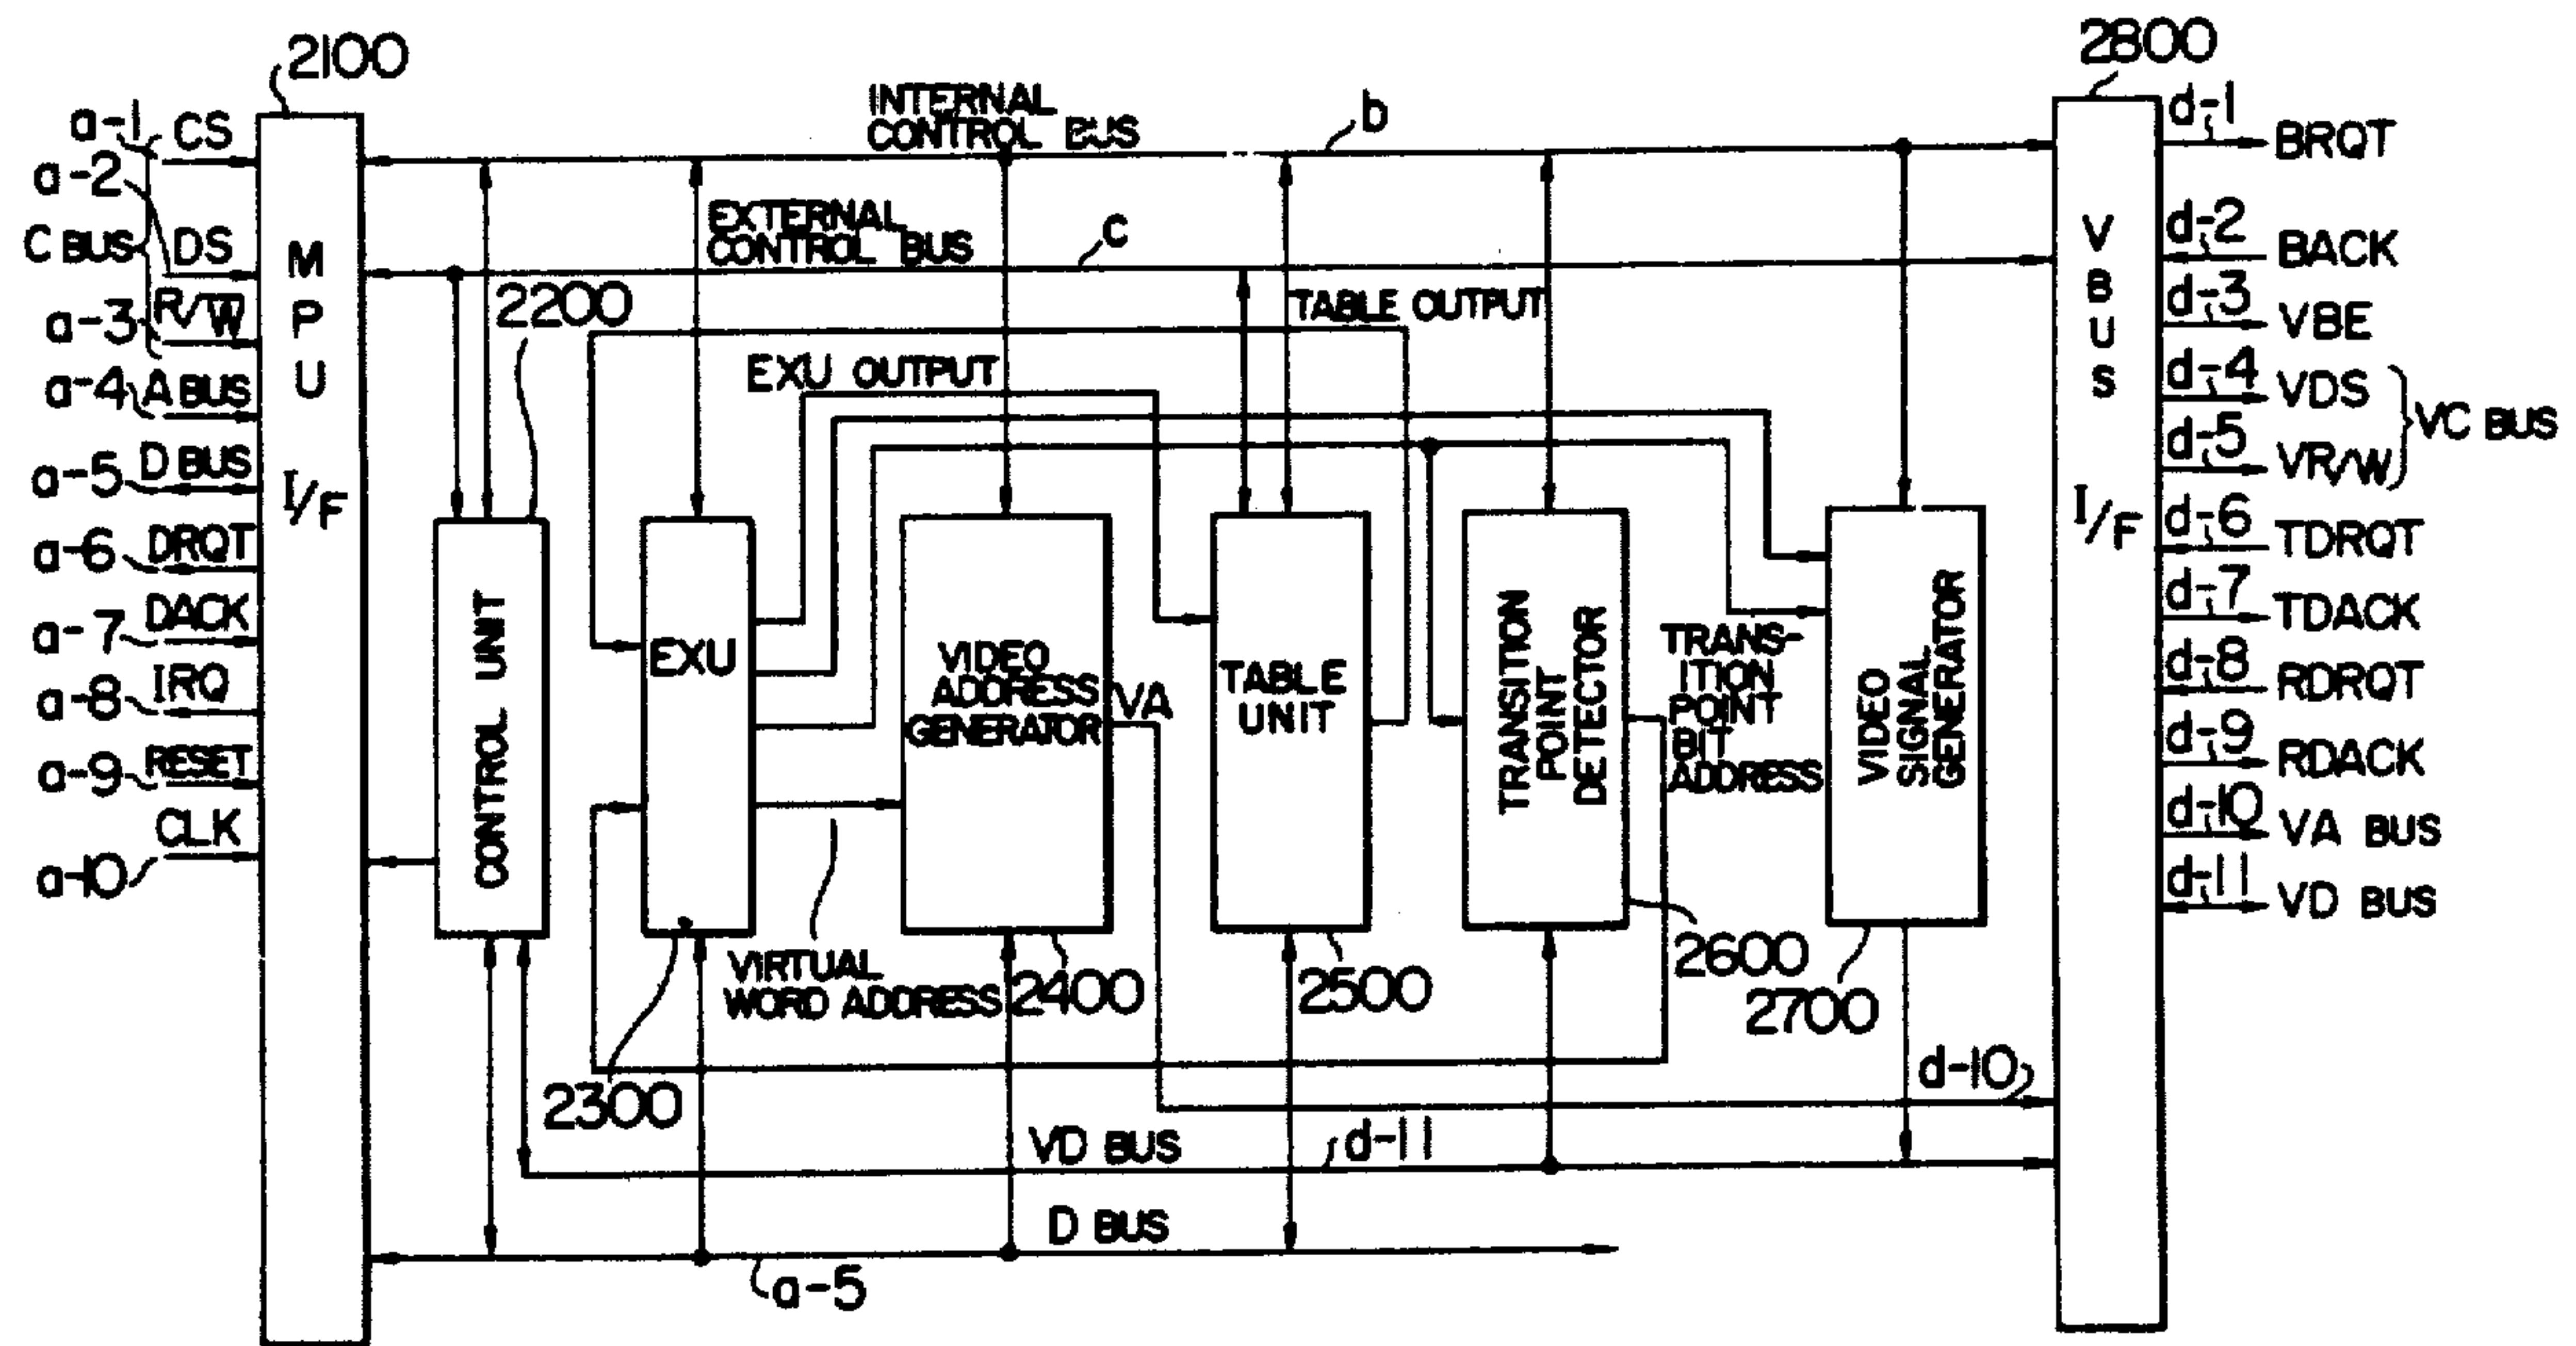 2100
2800
a-1
CS
a-2
C BUS
DS
a-3
R/W
a-4
A BUS
a-5
D BUS
a-6
DRQT
a-7
DACK
a-8
IRQ
a-9
RESET
CLK
a-10
MPU I/F
INTERNAL
CONTROL BUS
b
EXTERNAL
CONTROL BUS
c
2200
TABLE OUTPUT
EXU OUTPUT
CONTROL UNIT
EXU
VIDEO
ADDRESS
GENERATOR
VA
TABLE
UNIT
TRANSITION
POINT
DETECTOR
TRANS-
ITION
POINT
BIT
ADDRESS
VIDEO
SIGNAL
GENERATOR
VIRTUAL
WORD ADDRESS
2400
2500
2600
2700
2300
d-10
VD BUS
d-11
D BUS
a-5
V BUS I/F
d-1
BRQT
d-2
BACK
d-3
VBE
d-4
VDS
d-5
VR/W
VC BUS
d-6
TDRQT
d-7
TDACK
d-8
RDRQT
d-9
RDACK
d-10
VA BUS
d-11
VD BUS